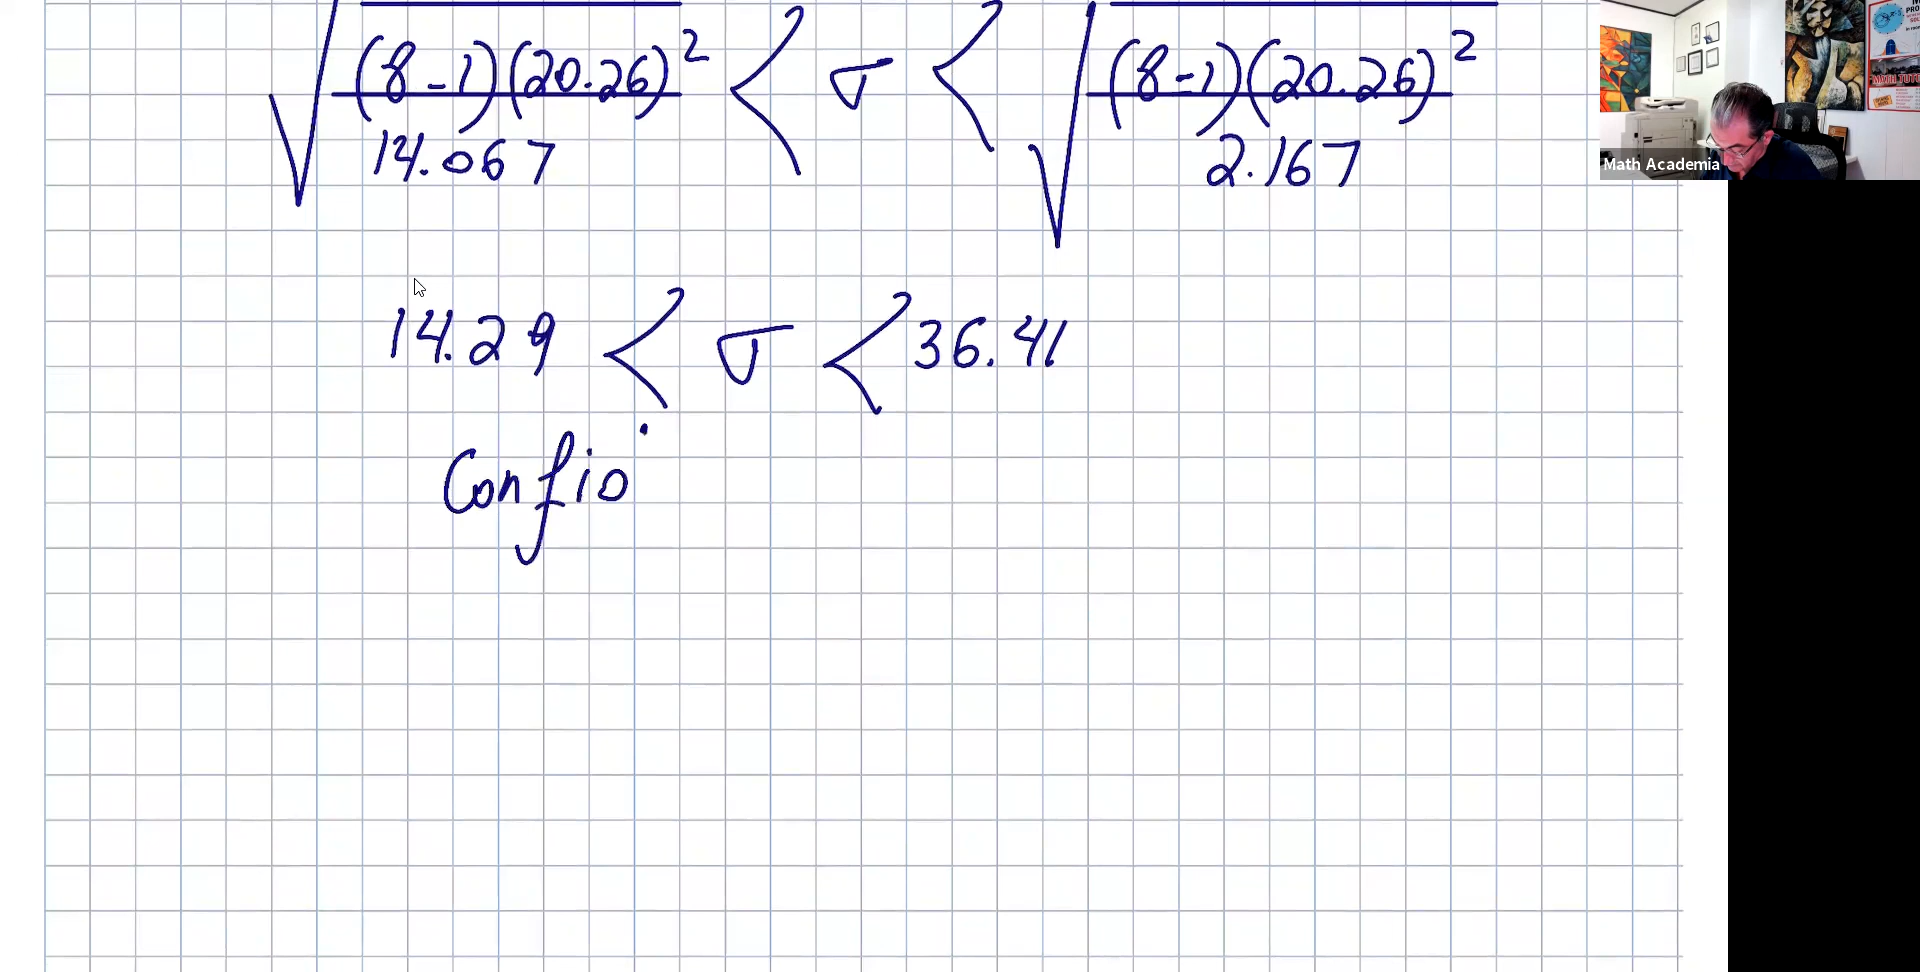 √((8-1)(20.26)²/14.067) < σ < √((8-1)(20.26)²/2.167)
14.29 < σ < 36.41
Confid
Math Academia